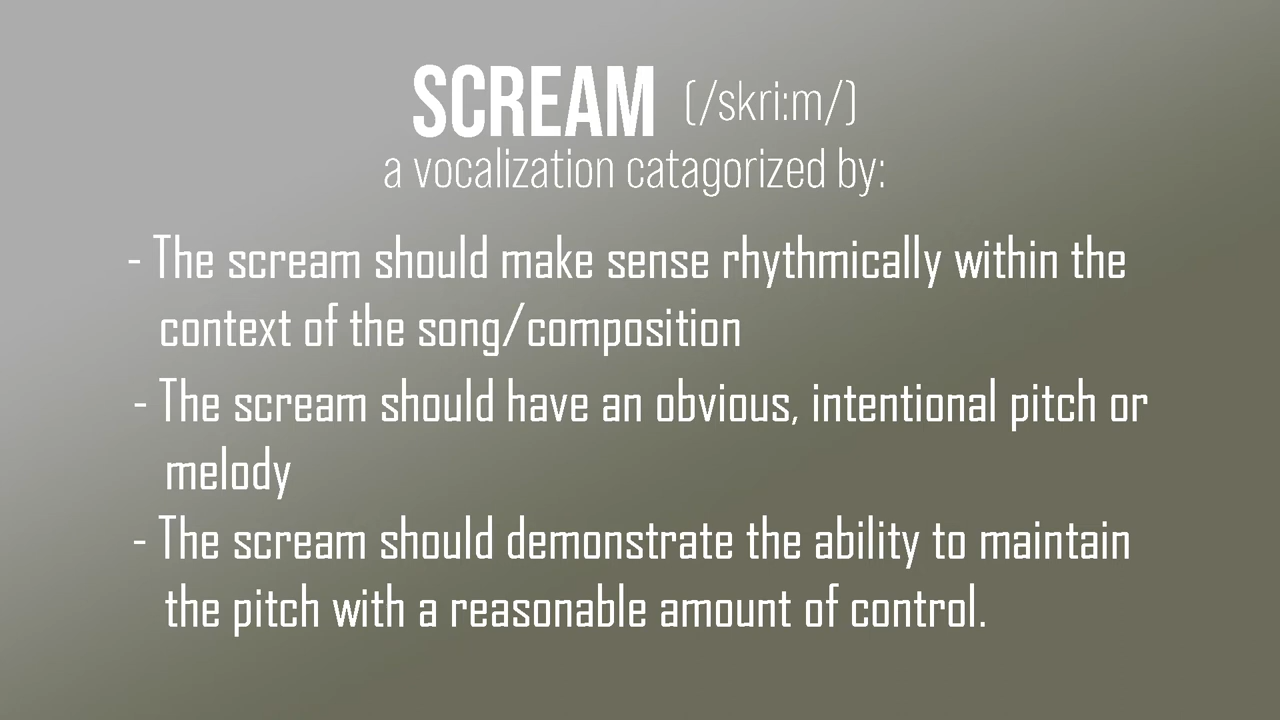 SCREAM (/skri:m/)
a vocalization catagorized by:
- The scream should make sense rhythmically within the
context of the song/composition
- The scream should have an obvious, intentional pitch or
melody
- The scream should demonstrate the ability to maintain
the pitch with a reasonable amount of control.